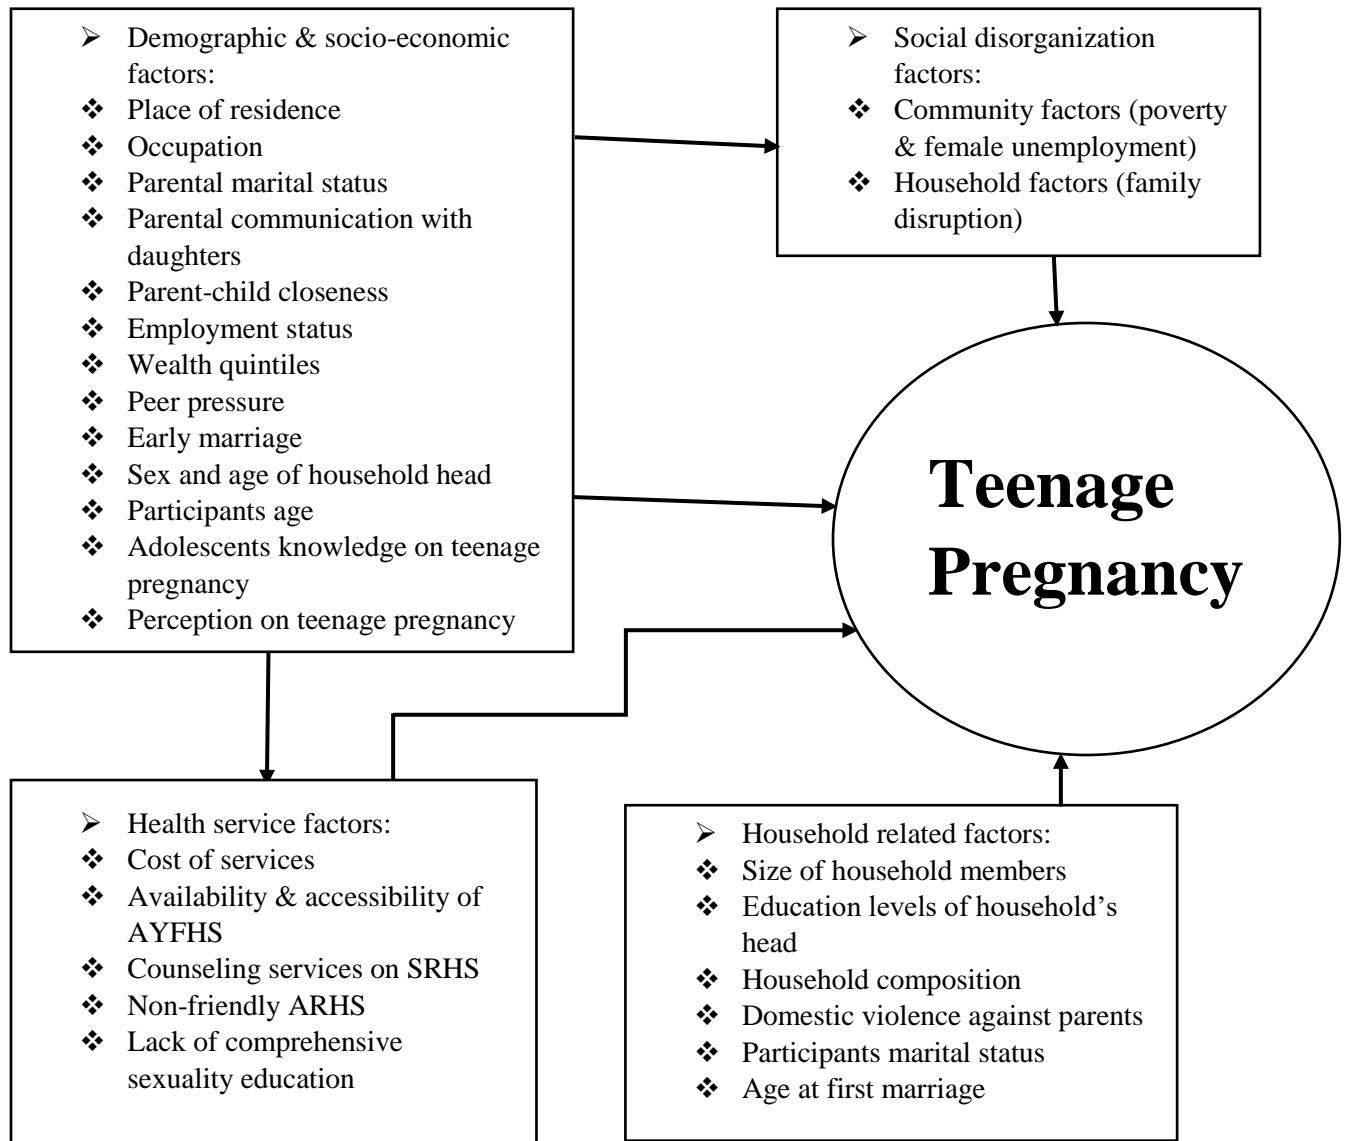 ➢ Demographic & socio-economic
factors:
❖ Place of residence
❖ Occupation
❖ Parental marital status
❖ Parental communication with
daughters
❖ Parent-child closeness
❖ Employment status
❖ Wealth quintiles
❖ Peer pressure
❖ Early marriage
❖ Sex and age of household head
❖ Participants age
❖ Adolescents knowledge on teenage
pregnancy
❖ Perception on teenage pregnancy
➢ Social disorganization
factors:
❖ Community factors (poverty
& female unemployment)
❖ Household factors (family
disruption)
Teenage
Pregnancy
➢ Health service factors:
❖ Cost of services
❖ Availability & accessibility of
AYFHS
❖ Counseling services on SRHS
❖ Non-friendly ARHS
❖ Lack of comprehensive
sexuality education
➢ Household related factors:
❖ Size of household members
❖ Education levels of household’s
head
❖ Household composition
❖ Domestic violence against parents
❖ Participants marital status
❖ Age at first marriage